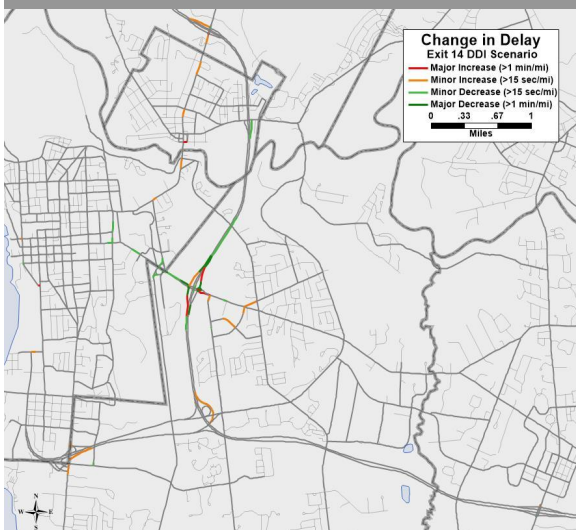 Change in Delay
Exit 14 DDI Scenario
Major Increase (>1 min/mi)
Minor Increase (>15 sec/mi)
Minor Decrease (>15 sec/mi)
Major Decrease (>1 min/mi)
0 .33 .67 1
Miles
N
W E
S